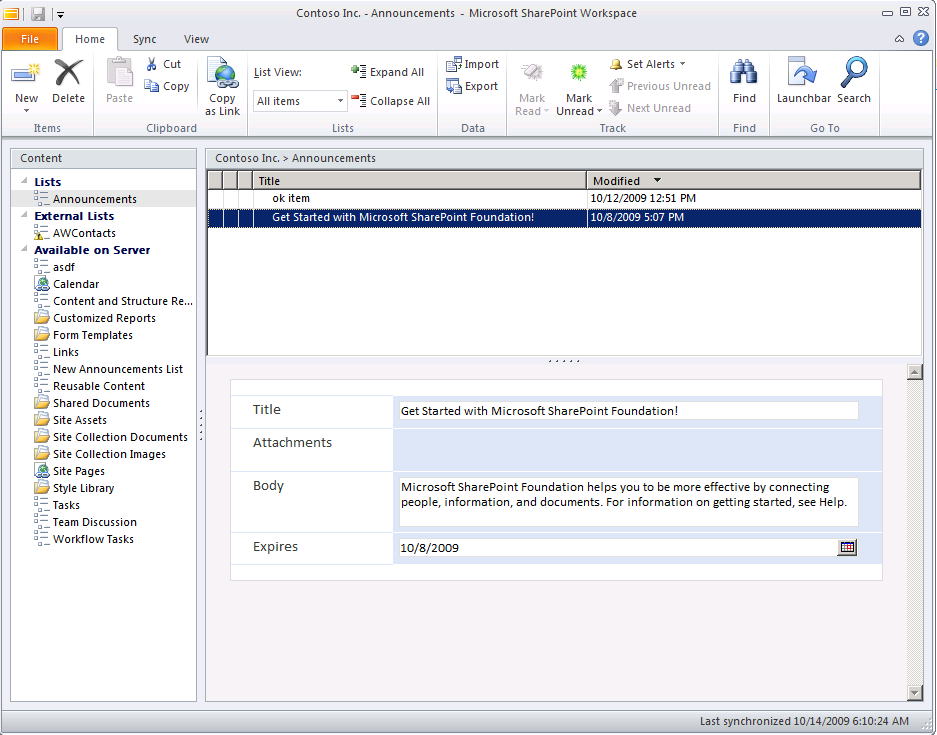 Contoso Inc. - Announcements - Microsoft SharePoint Workspace
File Home Sync View
New
Delete
Items
Paste
Cut
Copy
Copy as Link
Clipboard
List View:
All items
Expand All
Collapse All
Lists
Import
Export
Data
Mark Read
Mark Unread
Set Alerts
Previous Unread
Next Unread
Track
Find
Find
Launchbar
Search
Go To
Content
Lists
Announcements
External Lists
AWContacts
Available on Server
asdf
Calendar
Content and Structure Re...
Customized Reports
Form Templates
Links
New Announcements List
Reusable Content
Shared Documents
Site Assets
Site Collection Documents
Site Collection Images
Site Pages
Style Library
Tasks
Team Discussion
Workflow Tasks
Contoso Inc. > Announcements
Title Modified
ok item 10/12/2009 12:51 PM
Get Started with Microsoft SharePoint Foundation! 10/8/2009 5:07 PM
Title Get Started with Microsoft SharePoint Foundation!
Attachments
Body Microsoft SharePoint Foundation helps you to be more effective by connecting
people, information, and documents. For information on getting started, see Help.
Expires 10/8/2009
Last synchronized 10/14/2009 6:10:24 AM